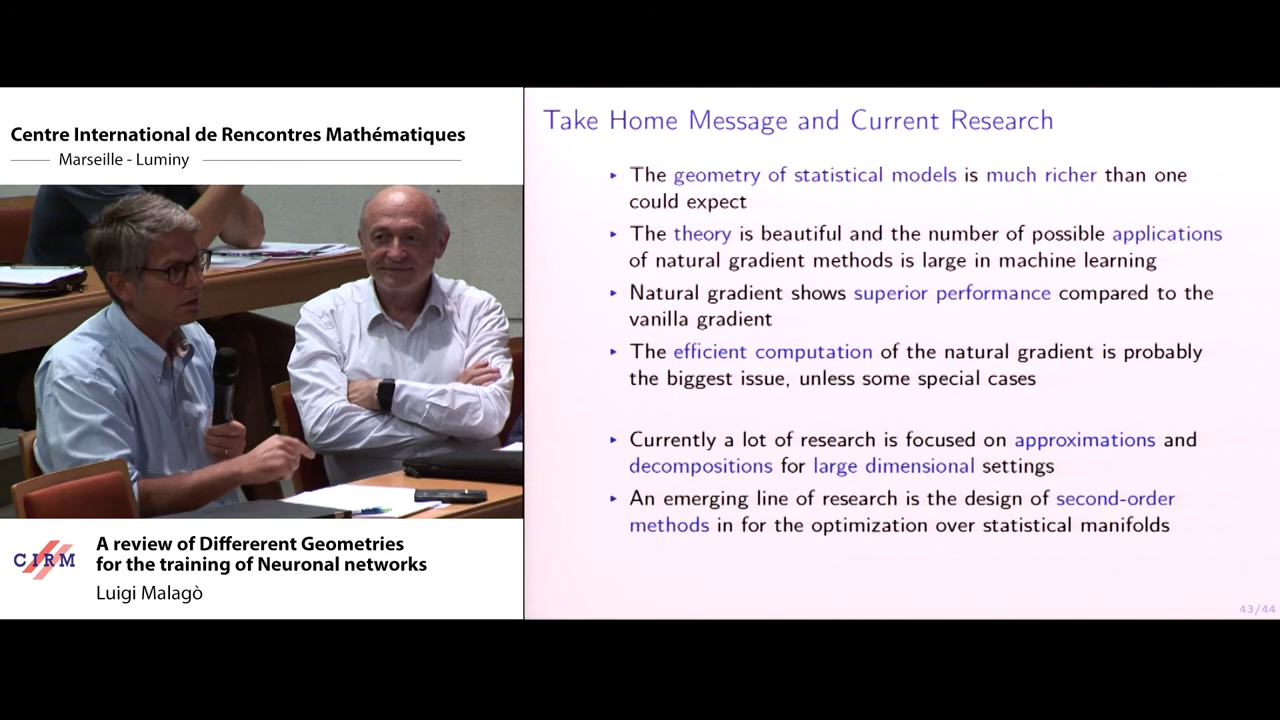 Centre International de Rencontres Mathématiques
Marseille - Luminy
CIRM
A review of Differerent Geometries
for the training of Neuronal networks
Luigi Malagò
Take Home Message and Current Research
The geometry of statistical models is much richer than one
could expect
The theory is beautiful and the number of possible applications
of natural gradient methods is large in machine learning
Natural gradient shows superior performance compared to the
vanilla gradient
The efficient computation of the natural gradient is probably
the biggest issue, unless some special cases
Currently a lot of research is focused on approximations and
decompositions for large dimensional settings
An emerging line of research is the design of second-order
methods in for the optimization over statistical manifolds
43/44